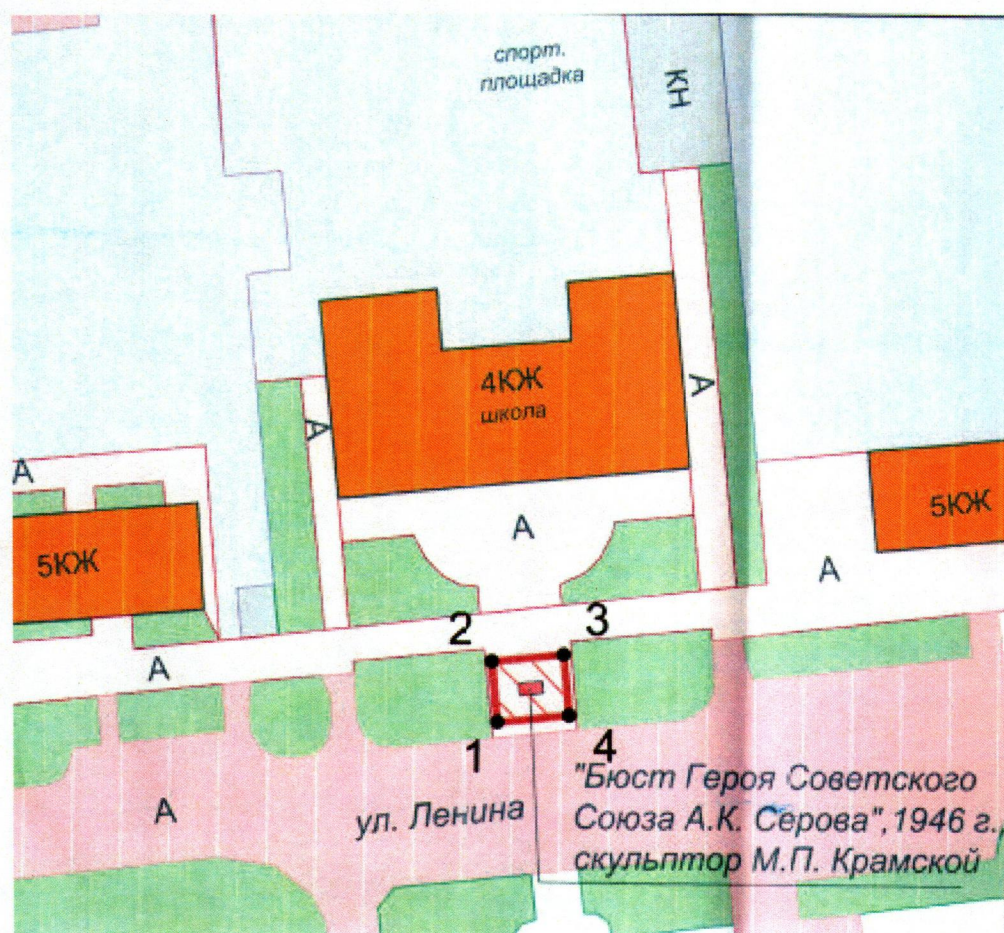 спорт.
площадка
КН
4КЖ
школа
А
А
А
А
5КЖ
5КЖ
А
А
2
3
А
1
4
ул. Ленина
"Бюст Героя Советского
Союза А.К. Серова", 1946 г.,
скульптор М.П. Крамской